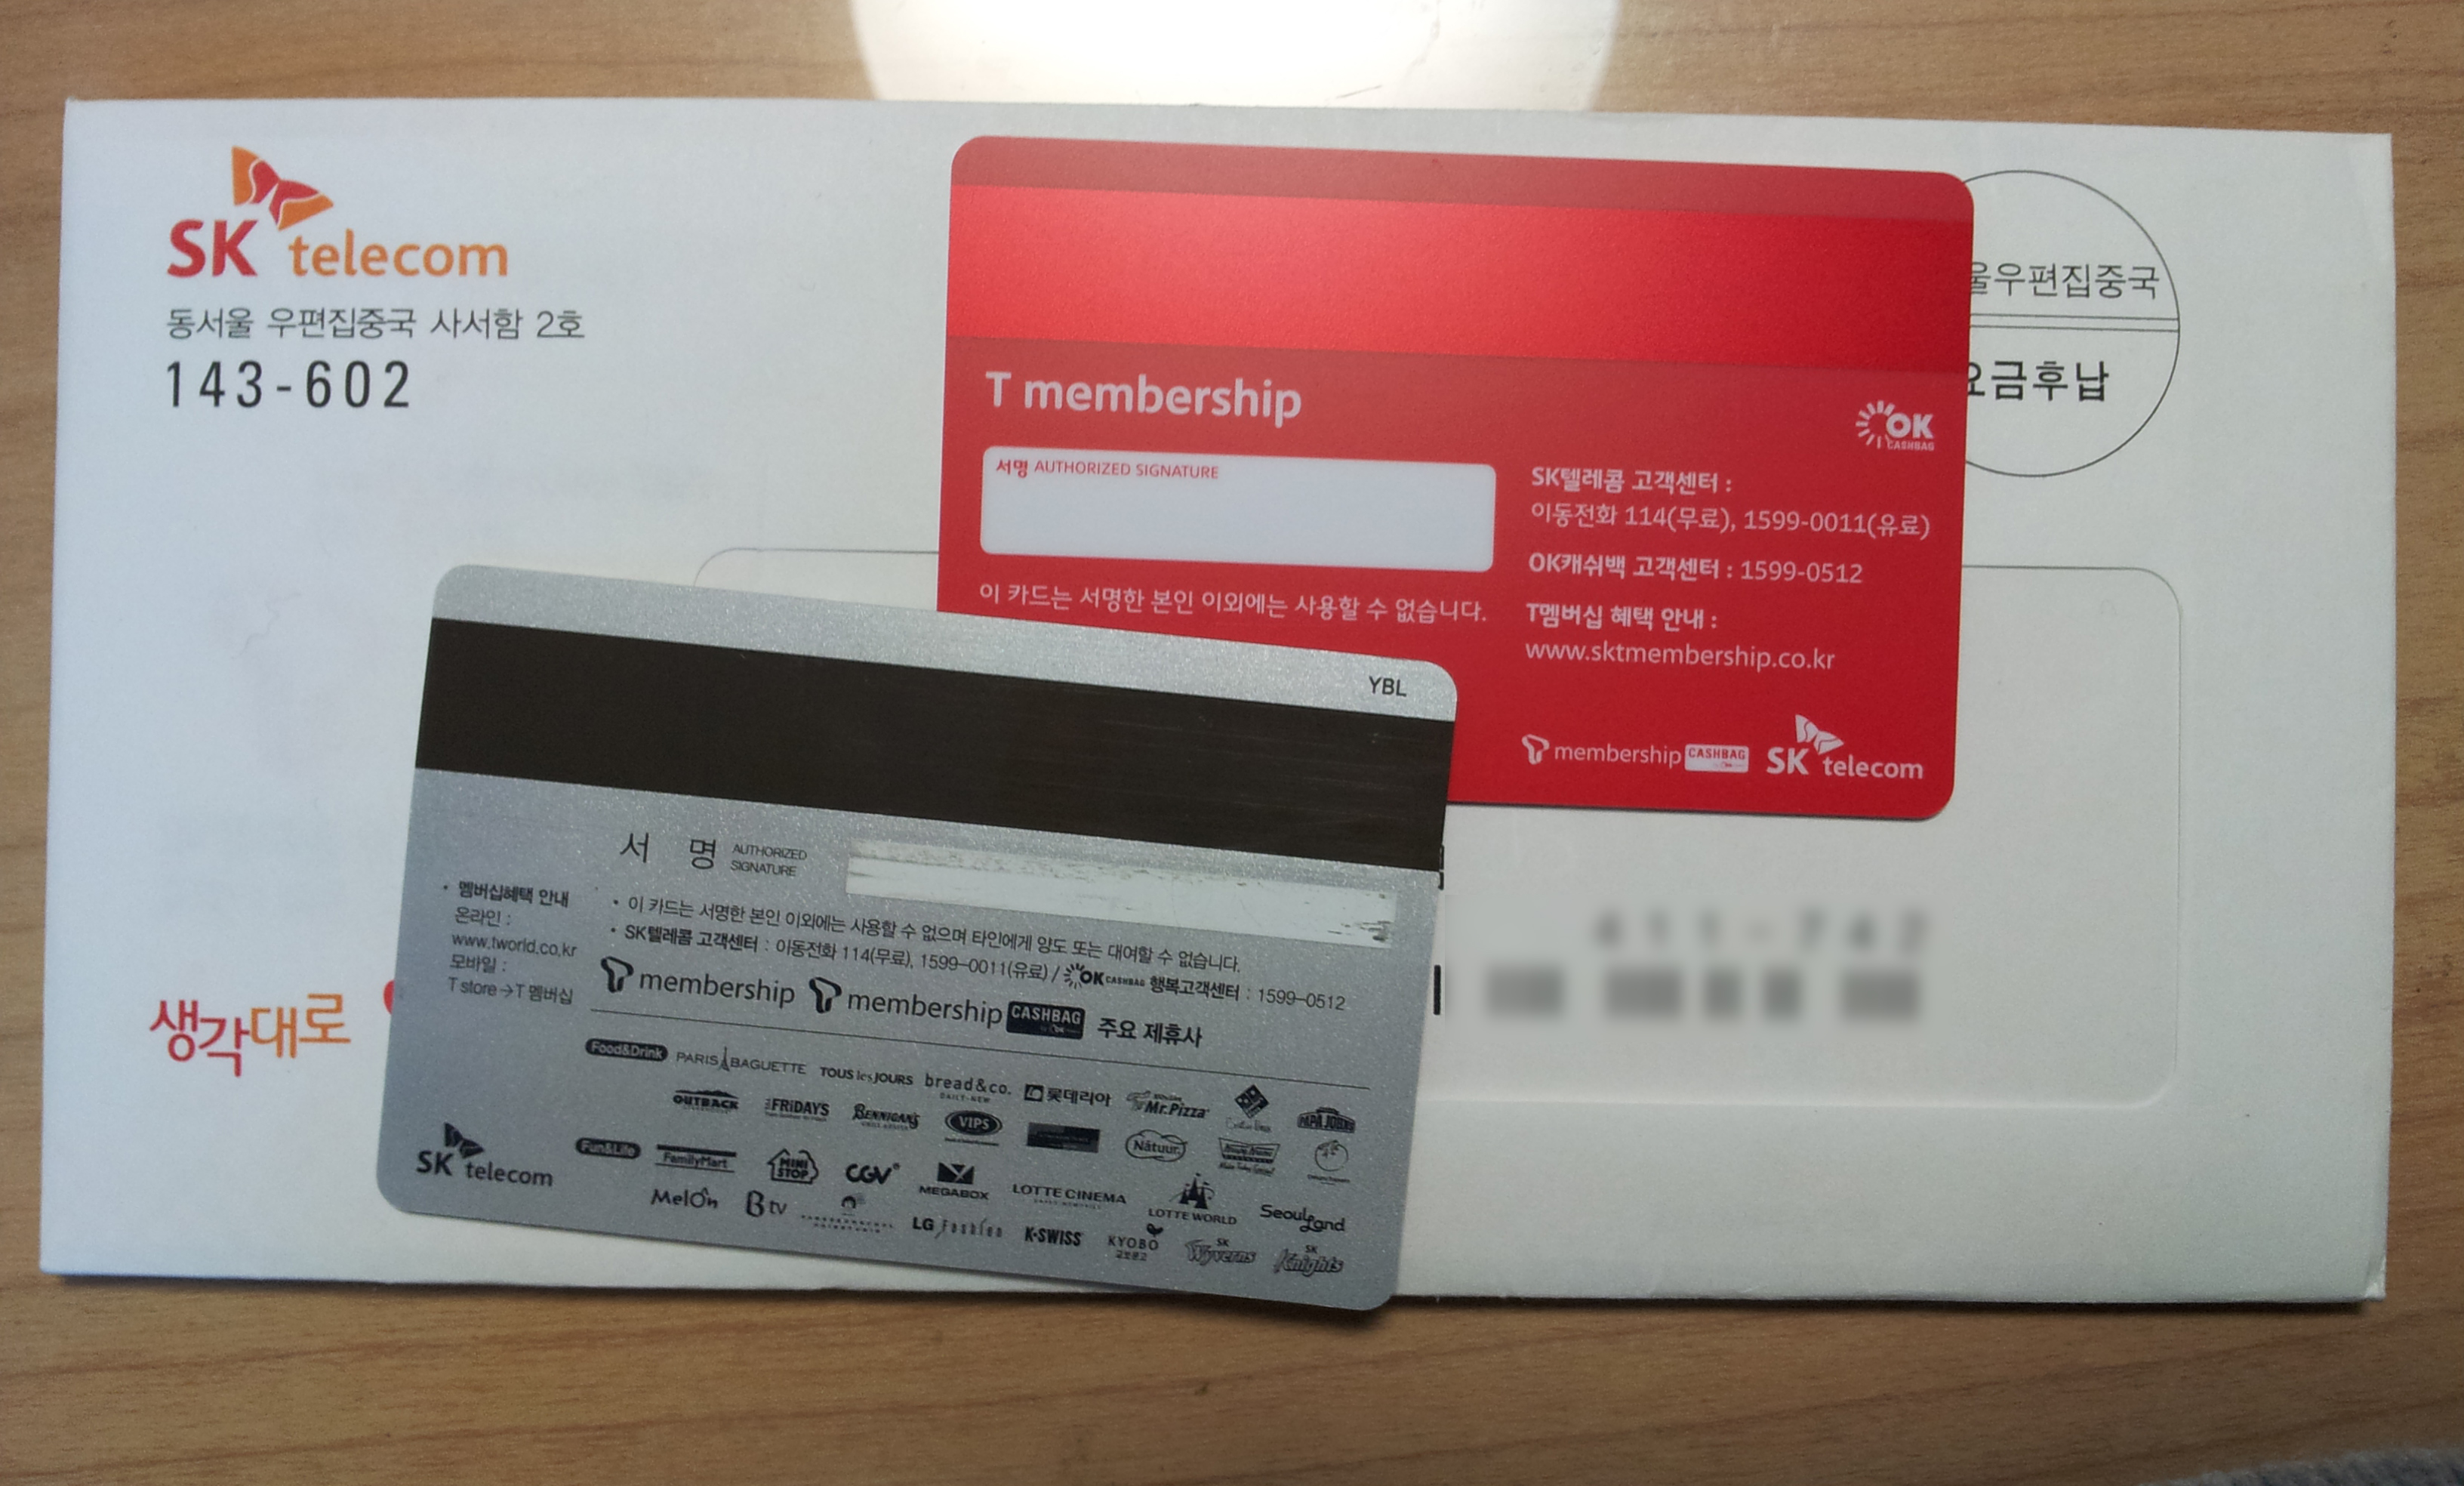 SK telecom
동서울 우편집중국 사서함 2호
143-602
울우편집중국
요금후납
T membership
OK CASHBAG
서명 AUTHORIZED SIGNATURE
이 카드는 서명한 본인 이외에는 사용할 수 없습니다.
SK텔레콤 고객센터 :
이동전화 114(무료), 1599-0011(유료)
OK캐쉬백 고객센터 : 1599-0512
T멤버십 혜택 안내 :
www.sktmembership.co.kr
T membership CASHBAG SK telecom
YBL
서 명 AUTHORIZED SIGNATURE
• 멤버십혜택 안내
온라인 :
www.tworld.co.kr
모바일 :
T store→T 멤버십
• 이 카드는 서명한 본인 이외에는 사용할 수 없으며 타인에게 양도 또는 대여할 수 없습니다.
• SK텔레콤 고객센터 : 이동전화 114(무료), 1599-0011(유료) / OK CASHBAG 행복고객센터 : 1599-0512
T membership T membership CASHBAG 주요 제휴사
Food&Drink PARIS BAGUETTE TOUS les JOURS bread&co. DAILY-NEW 롯데리아 Mr.Pizza PAPA JOHN'S
OUTBACK FRiDAYS BENNIGAN'S VIPS Natuur
Fun&Life FamilyMart MINI STOP CGV MEGABOX LOTTE CINEMA LOTTE WORLD SeoulLand
MelOn B tv LG Fashion K·SWISS KYOBO 교보문고 SK Wyverns SK Knights
SK telecom
생각대로